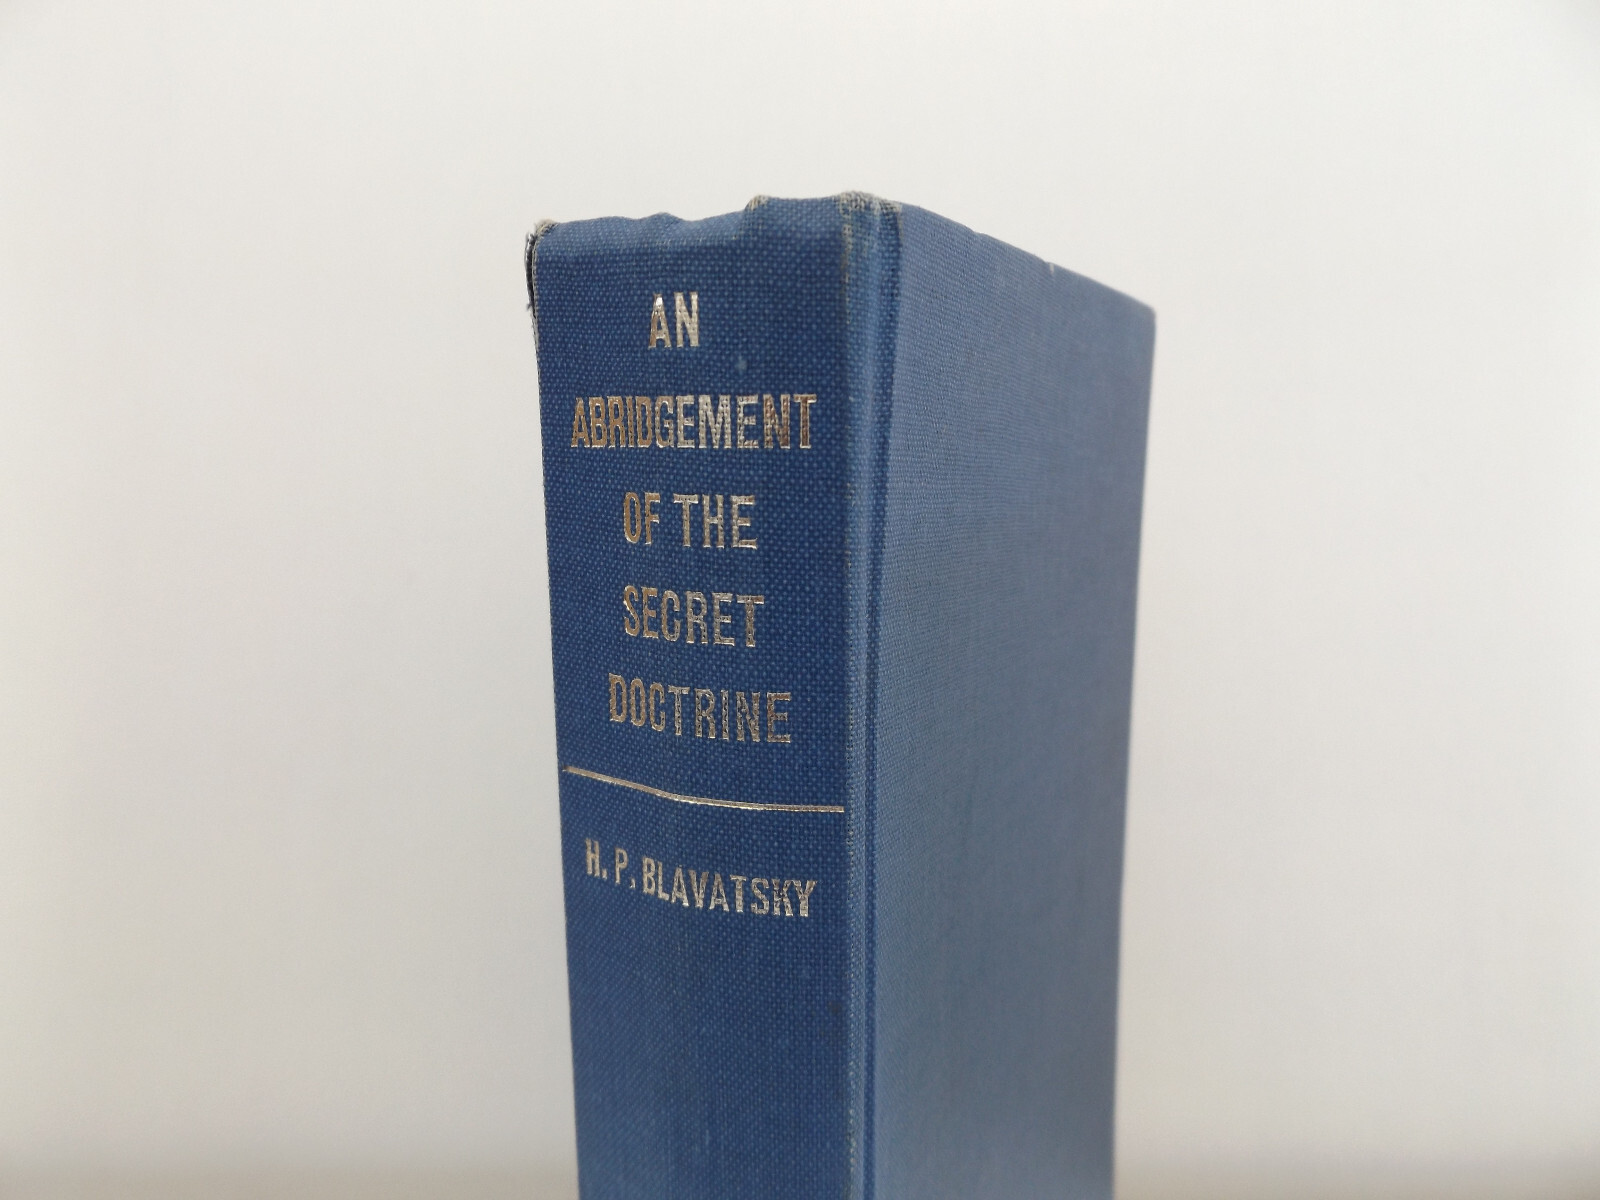 AN
ABRIDGEMENT
OF THE
SECRET
DOCTRINE
H. P. BLAVATSKY